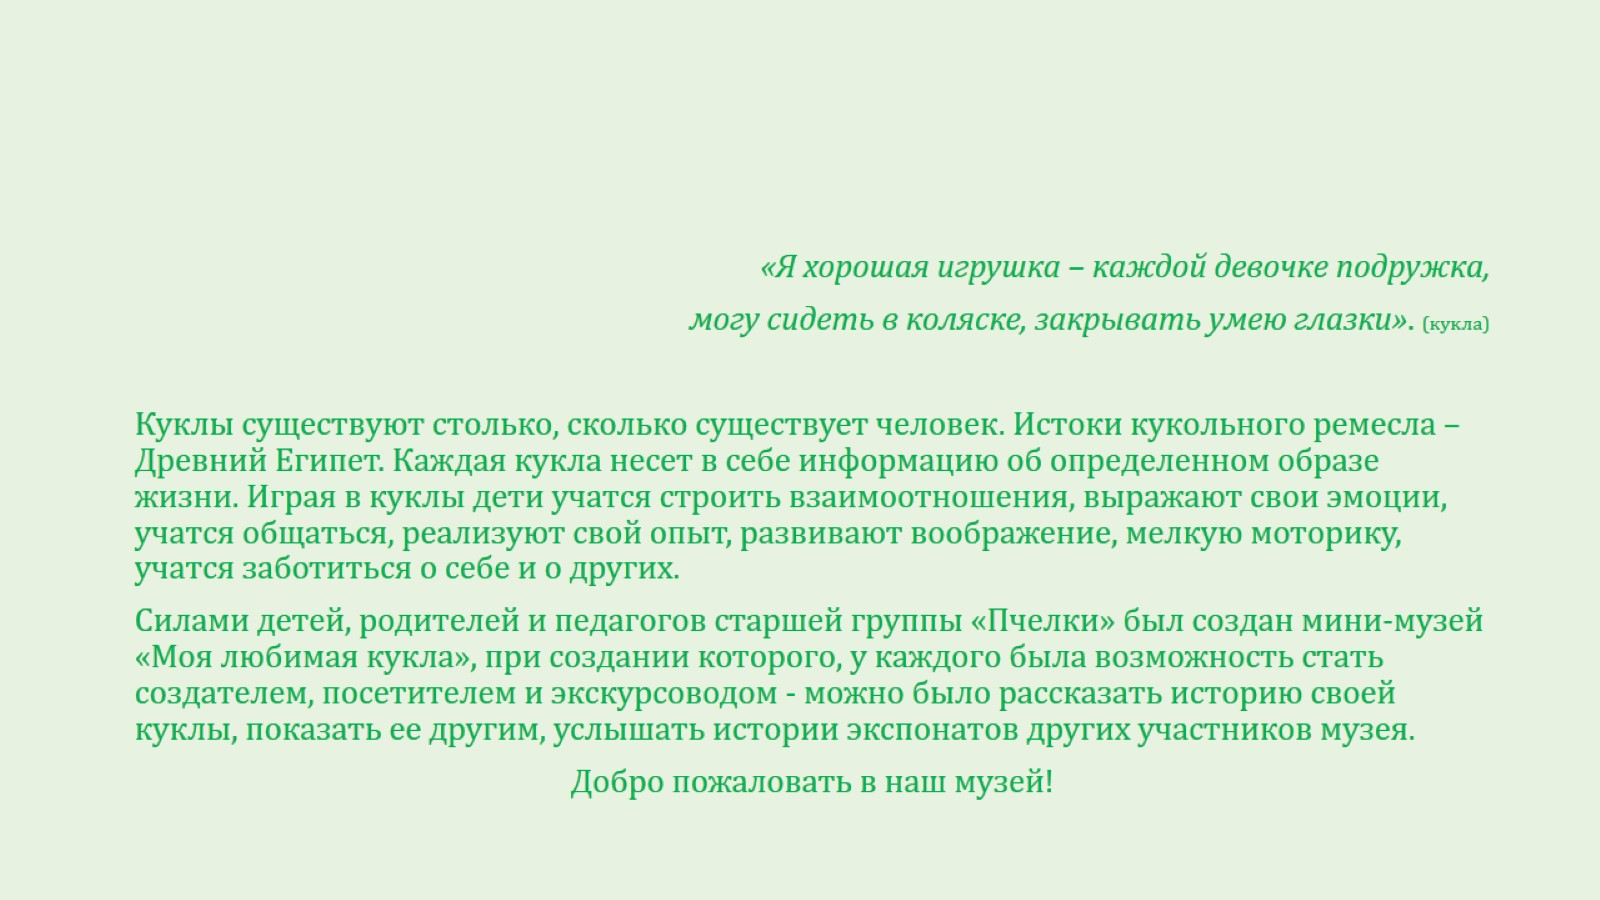 «Я хорошая игрушка – каждой девочке подружка,
могу сидеть в коляске, закрывать умею глазки». (кукла)
Куклы существуют столько, сколько существует человек. Истоки кукольного ремесла –
Древний Египет. Каждая кукла несет в себе информацию об определенном образе
жизни. Играя в куклы дети учатся строить взаимоотношения, выражают свои эмоции,
учатся общаться, реализуют свой опыт, развивают воображение, мелкую моторику,
учатся заботиться о себе и о других.
Силами детей, родителей и педагогов старшей группы «Пчелки» был создан мини-музей
«Моя любимая кукла», при создании которого, у каждого была возможность стать
создателем, посетителем и экскурсоводом - можно было рассказать историю своей
куклы, показать ее другим, услышать истории экспонатов других участников музея.
Добро пожаловать в наш музей!